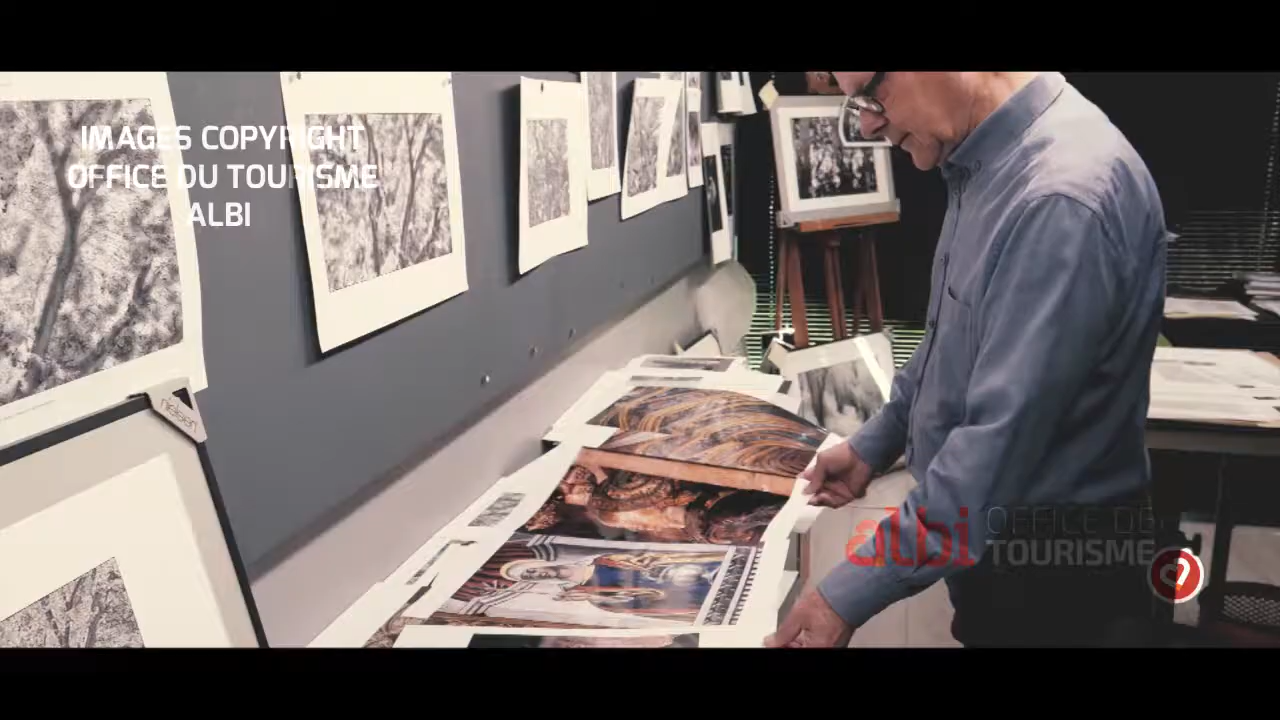 IMAGES COPYRIGHT
OFFICE DU TOURISME
ALBI
nielsen
albi OFFICE DE
TOURISME